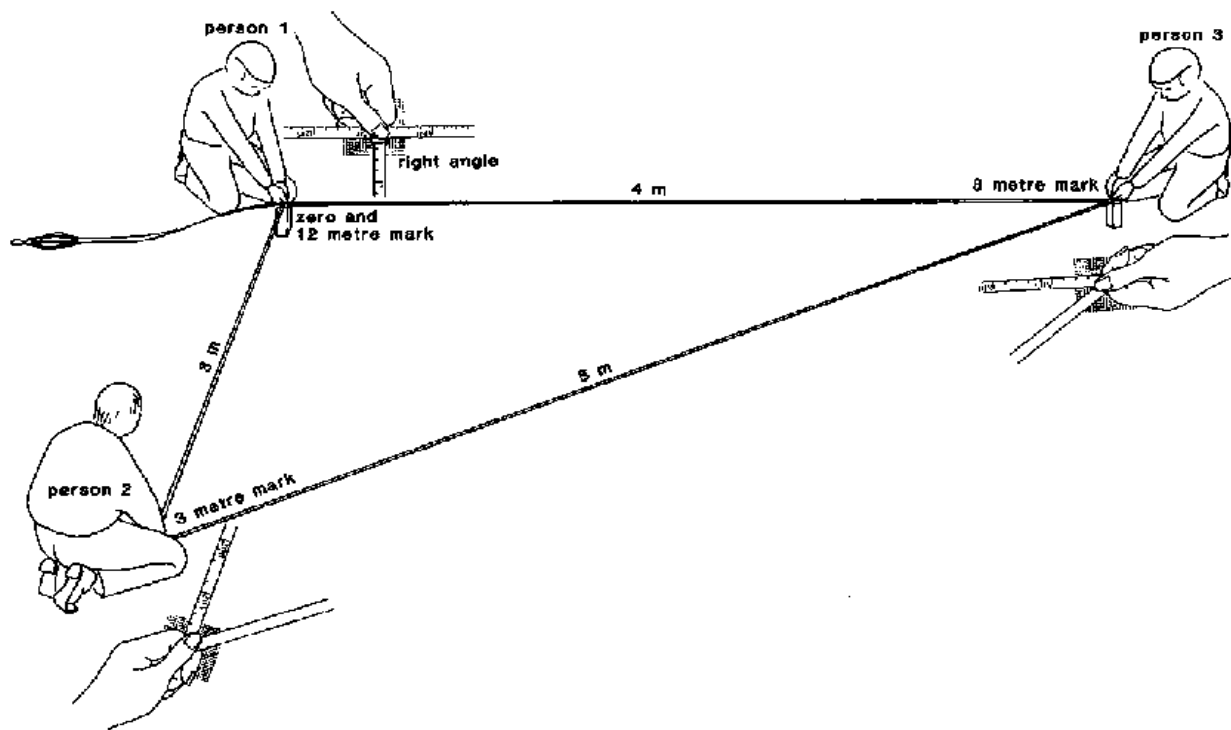 person 1
person 3
right angle
4 m
8 metre mark
zero and
12 metre mark
3 m
5 m
person 2
3 metre mark